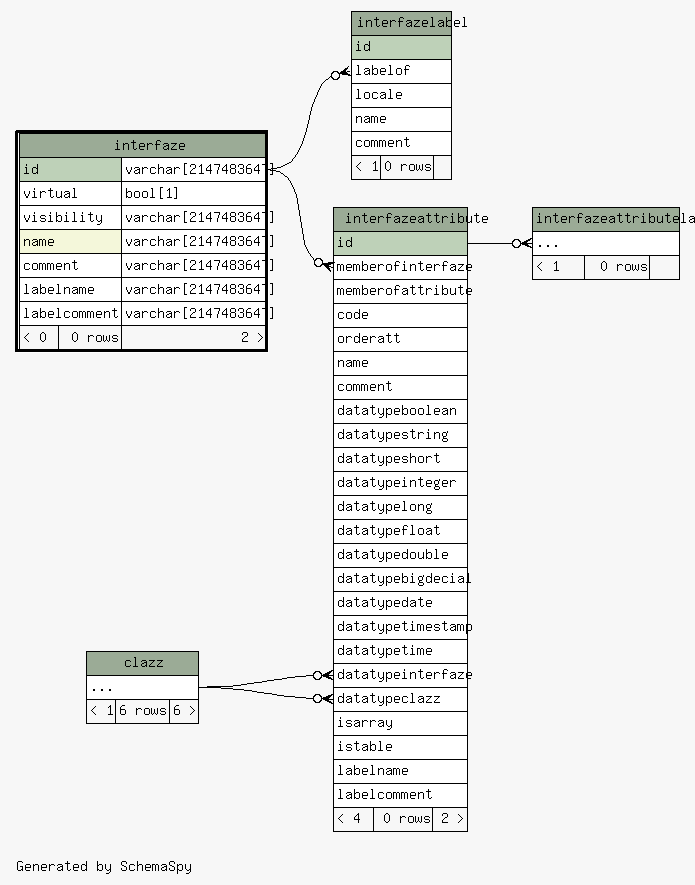 interfazelabel
id
labelof
locale
name
comment
< 1 0 rows
interfaze
id varchar[2147483647]
virtual bool[1]
visibility varchar[2147483647]
name varchar[2147483647]
comment varchar[2147483647]
labelname varchar[2147483647]
labelcomment varchar[2147483647]
< 0 0 rows 2 >
interfazeattribute
id
memberofinterfaze
memberofattribute
code
orderatt
name
comment
datatypeboolean
datatypestring
datatypeshort
datatypeinteger
datatypelong
datatypefloat
datatypedouble
datatypebigdecial
datatypedate
datatypetimestamp
datatypetime
datatypeinterfaze
datatypeclazz
isarray
istable
labelname
labelcomment
< 4 0 rows 2 >
interfazeattributela
...
< 1 0 rows
clazz
...
< 1 6 rows 6 >
Generated by SchemaSpy